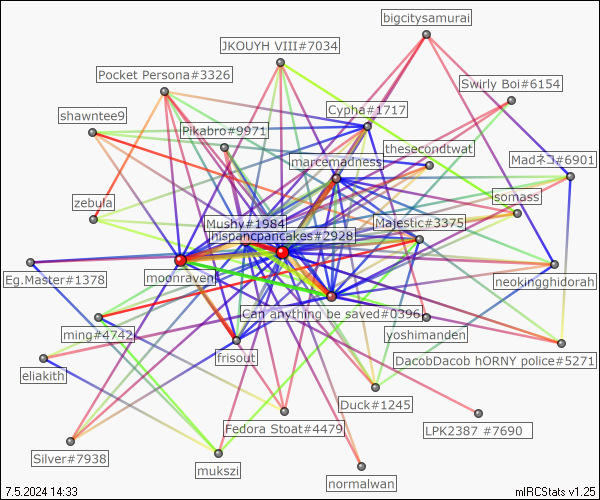 bigcitysamurai
JKOUYH VIII#7034
Pocket Persona#3326
Swirly Boi#6154
Cypha#1717
shawntee9
Pikabro#9971
thesecondtwat
marcemadness
Madネコ#6901
somass
zebula
Mushy#1984
Majestic#3375
hispancpancakes#2928
Eg.Master#1378
moonraven
neokingghidorah
Can anything be saved#0396
ming#4742
yoshimanden
frisout
DacobDacob hORNY police#5271
eliakith
Duck#1245
Fedora Stoat#4479
LPK2387 #7690
Silver#7938
mukszi
normalwan
7.5.2024 14:33
mIRCStats v1.25